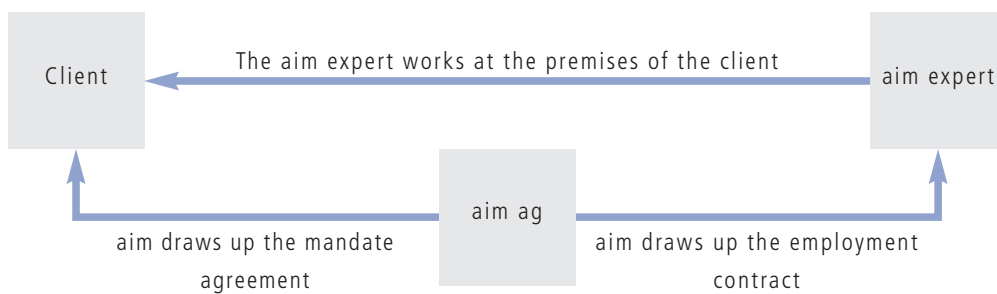 The aim expert works at the premises of the client
Client
aim expert
aim ag
aim draws up the mandate
agreement
aim draws up the employment
contract